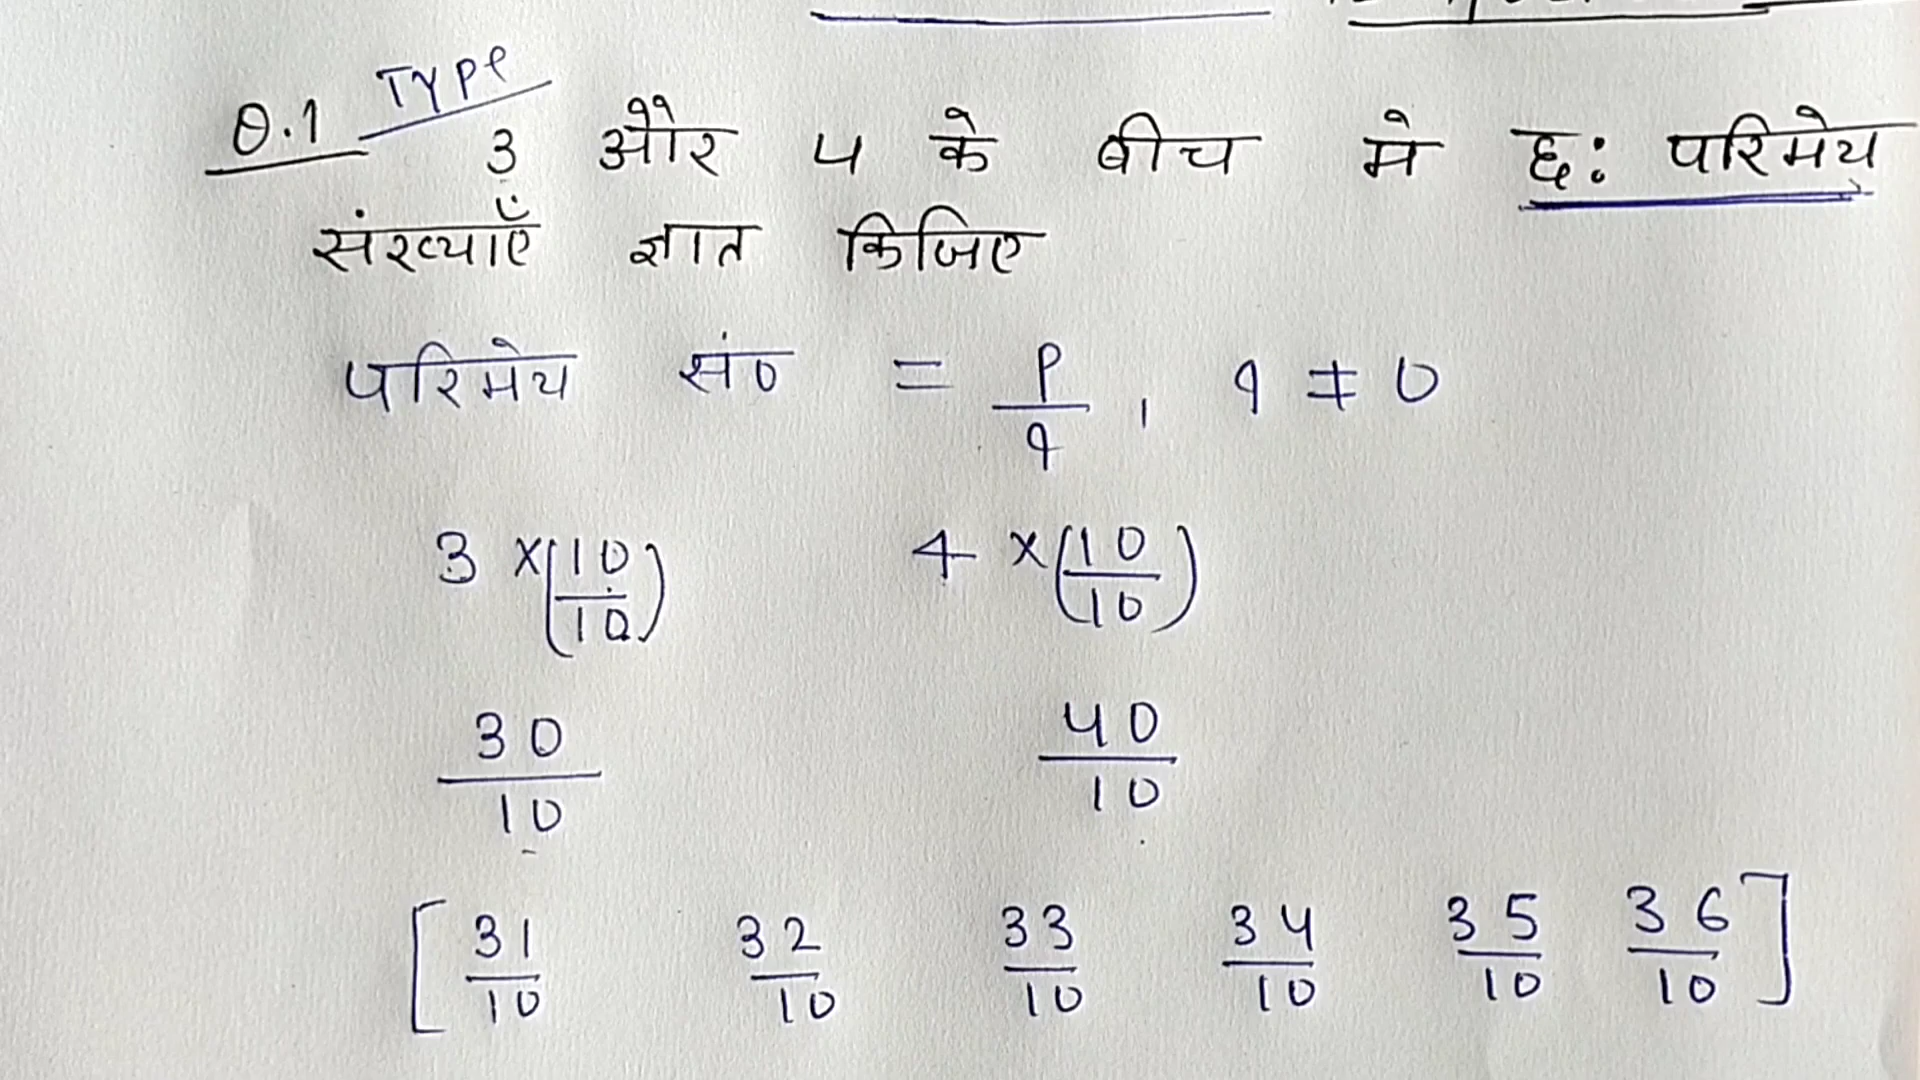 Q.1 Type
3 और 4 के बीच मे छः परिमेय
संख्याएँ ज्ञात किजिए
परिमेय सं० = p/q , q ≠ 0
3 × (10/10) 4 × (10/10)
30/10 40/10
[31/10 32/10 33/10 34/10 35/10 36/10]